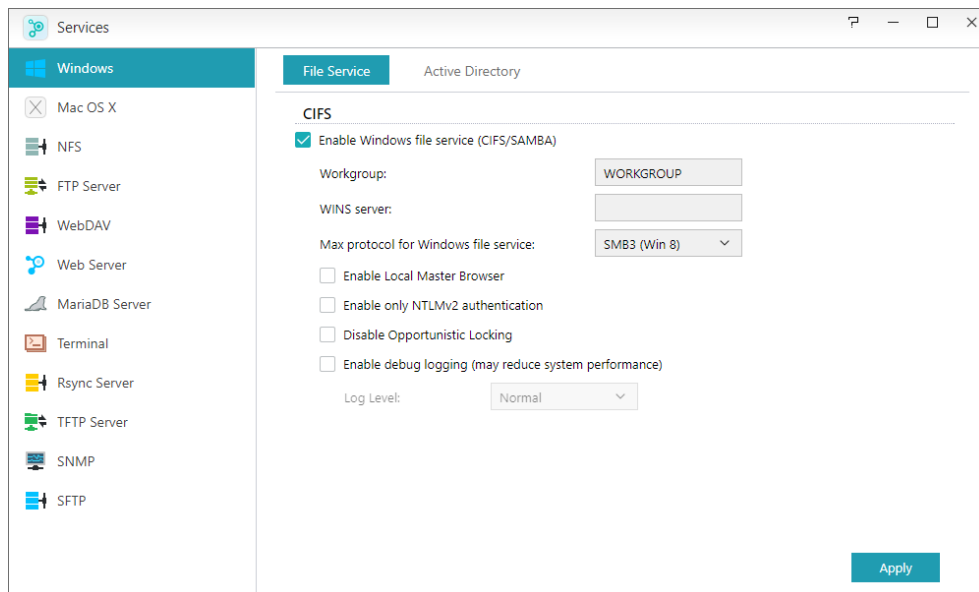 Services
Windows
Mac OS X
NFS
FTP Server
WebDAV
Web Server
MariaDB Server
Terminal
Rsync Server
TFTP Server
SNMP
SFTP
File Service Active Directory
CIFS
Enable Windows file service (CIFS/SAMBA)
Workgroup: WORKGROUP
WINS server:
Max protocol for Windows file service: SMB3 (Win 8)
Enable Local Master Browser
Enable only NTLMv2 authentication
Disable Opportunistic Locking
Enable debug logging (may reduce system performance)
Log Level: Normal
Apply